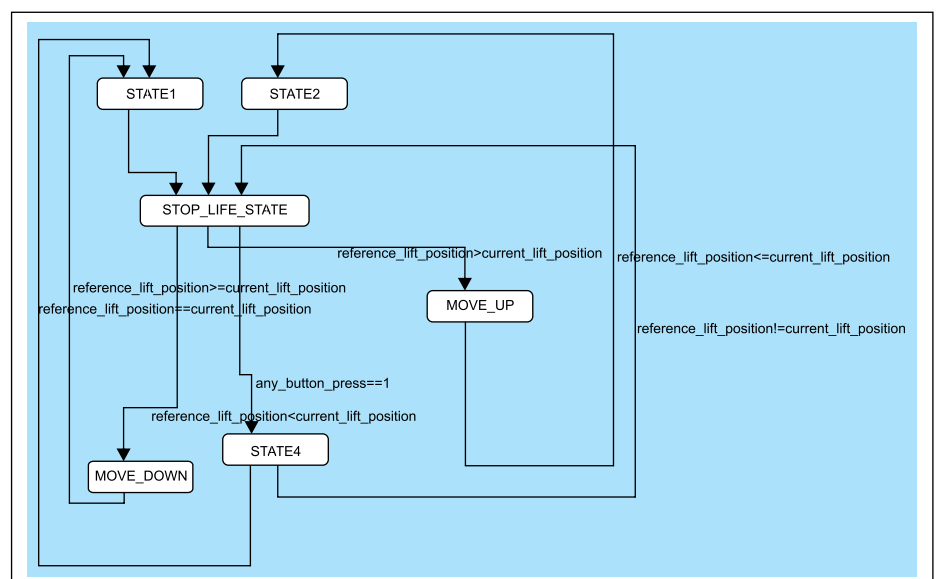 STATE1
STATE2
STOP_LIFE_STATE
reference_lift_position>current_lift_position
reference_lift_position<=current_lift_position
reference_lift_position>=current_lift_position
MOVE_UP
reference_lift_position==current_lift_position
reference_lift_position!=current_lift_position
any_button_press==1
reference_lift_position<current_lift_position
STATE4
MOVE_DOWN